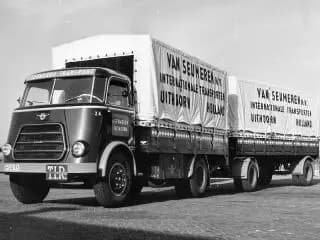 VAN SEUMEREN N.V.
INTERNATIONALE TRANSPORTEN
UITHOORN HOLLAND
VAN SEUMEREN N.V.
INTERNATIONALE TRANSPORTEN
UITHOORN HOLLAND
TIR